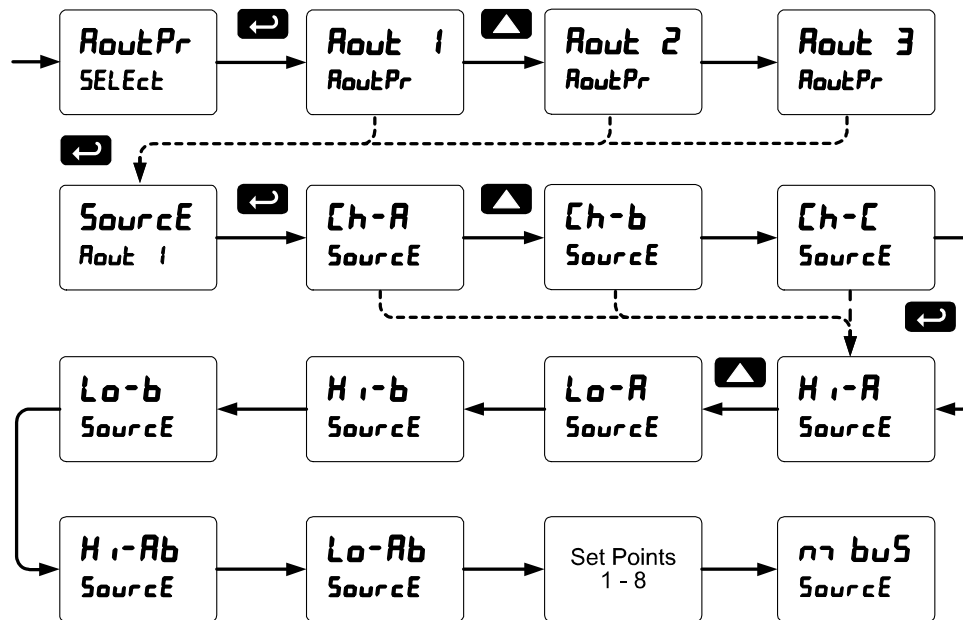 AoutPr
SELEct
Aout 1
AoutPr
Aout 2
AoutPr
Aout 3
AoutPr
SourcE
Aout 1
Ch-A
SourcE
Ch-b
SourcE
Ch-C
SourcE
Lo-b
SourcE
Hi-b
SourcE
Lo-A
SourcE
Hi-A
SourcE
Hi-Ab
SourcE
Lo-Ab
SourcE
Set Points
1 - 8
m buS
SourcE